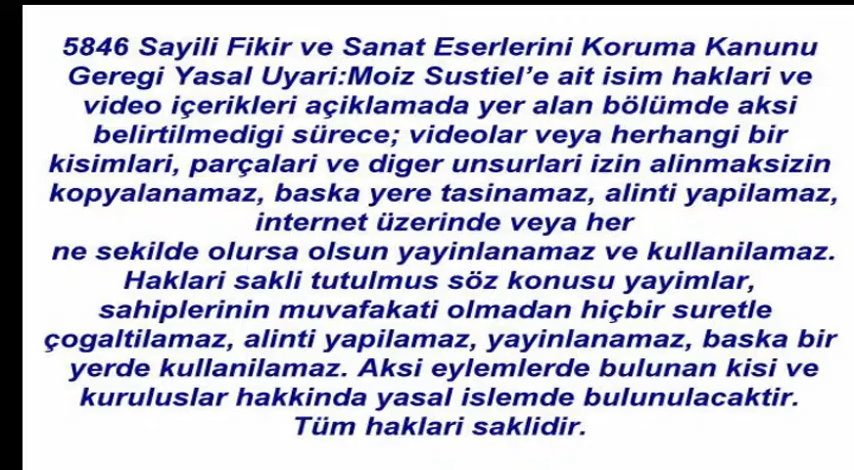 5846 Sayili Fikir ve Sanat Eserlerini Koruma Kanunu
Geregi Yasal Uyari:Moiz Sustiel'e ait isim haklari ve
video içerikleri açiklamada yer alan bölümde aksi
belirtilmedigi sürece; videolar veya herhangi bir
kisimlari, parçalari ve diger unsurlari izin alinmaksizin
kopyalanamaz, baska yere tasinamaz, alinti yapilamaz,
internet üzerinde veya her
ne sekilde olursa olsun yayinlanamaz ve kullanilamaz.
Haklari sakli tutulmus söz konusu yayimlar,
sahiplerinin muvafakati olmadan hiçbir suretle
çogaltilamaz, alinti yapilamaz, yayinlanamaz, baska bir
yerde kullanilamaz. Aksi eylemlerde bulunan kisi ve
kuruluslar hakkinda yasal islemde bulunulacaktir.
Tüm haklari saklidir.